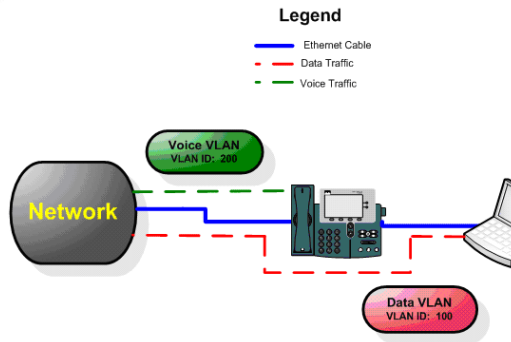 Legend
Ethernet Cable
Data Traffic
Voice Traffic
Voice VLAN
VLAN ID: 200
Network
Data VLAN
VLAN ID: 100